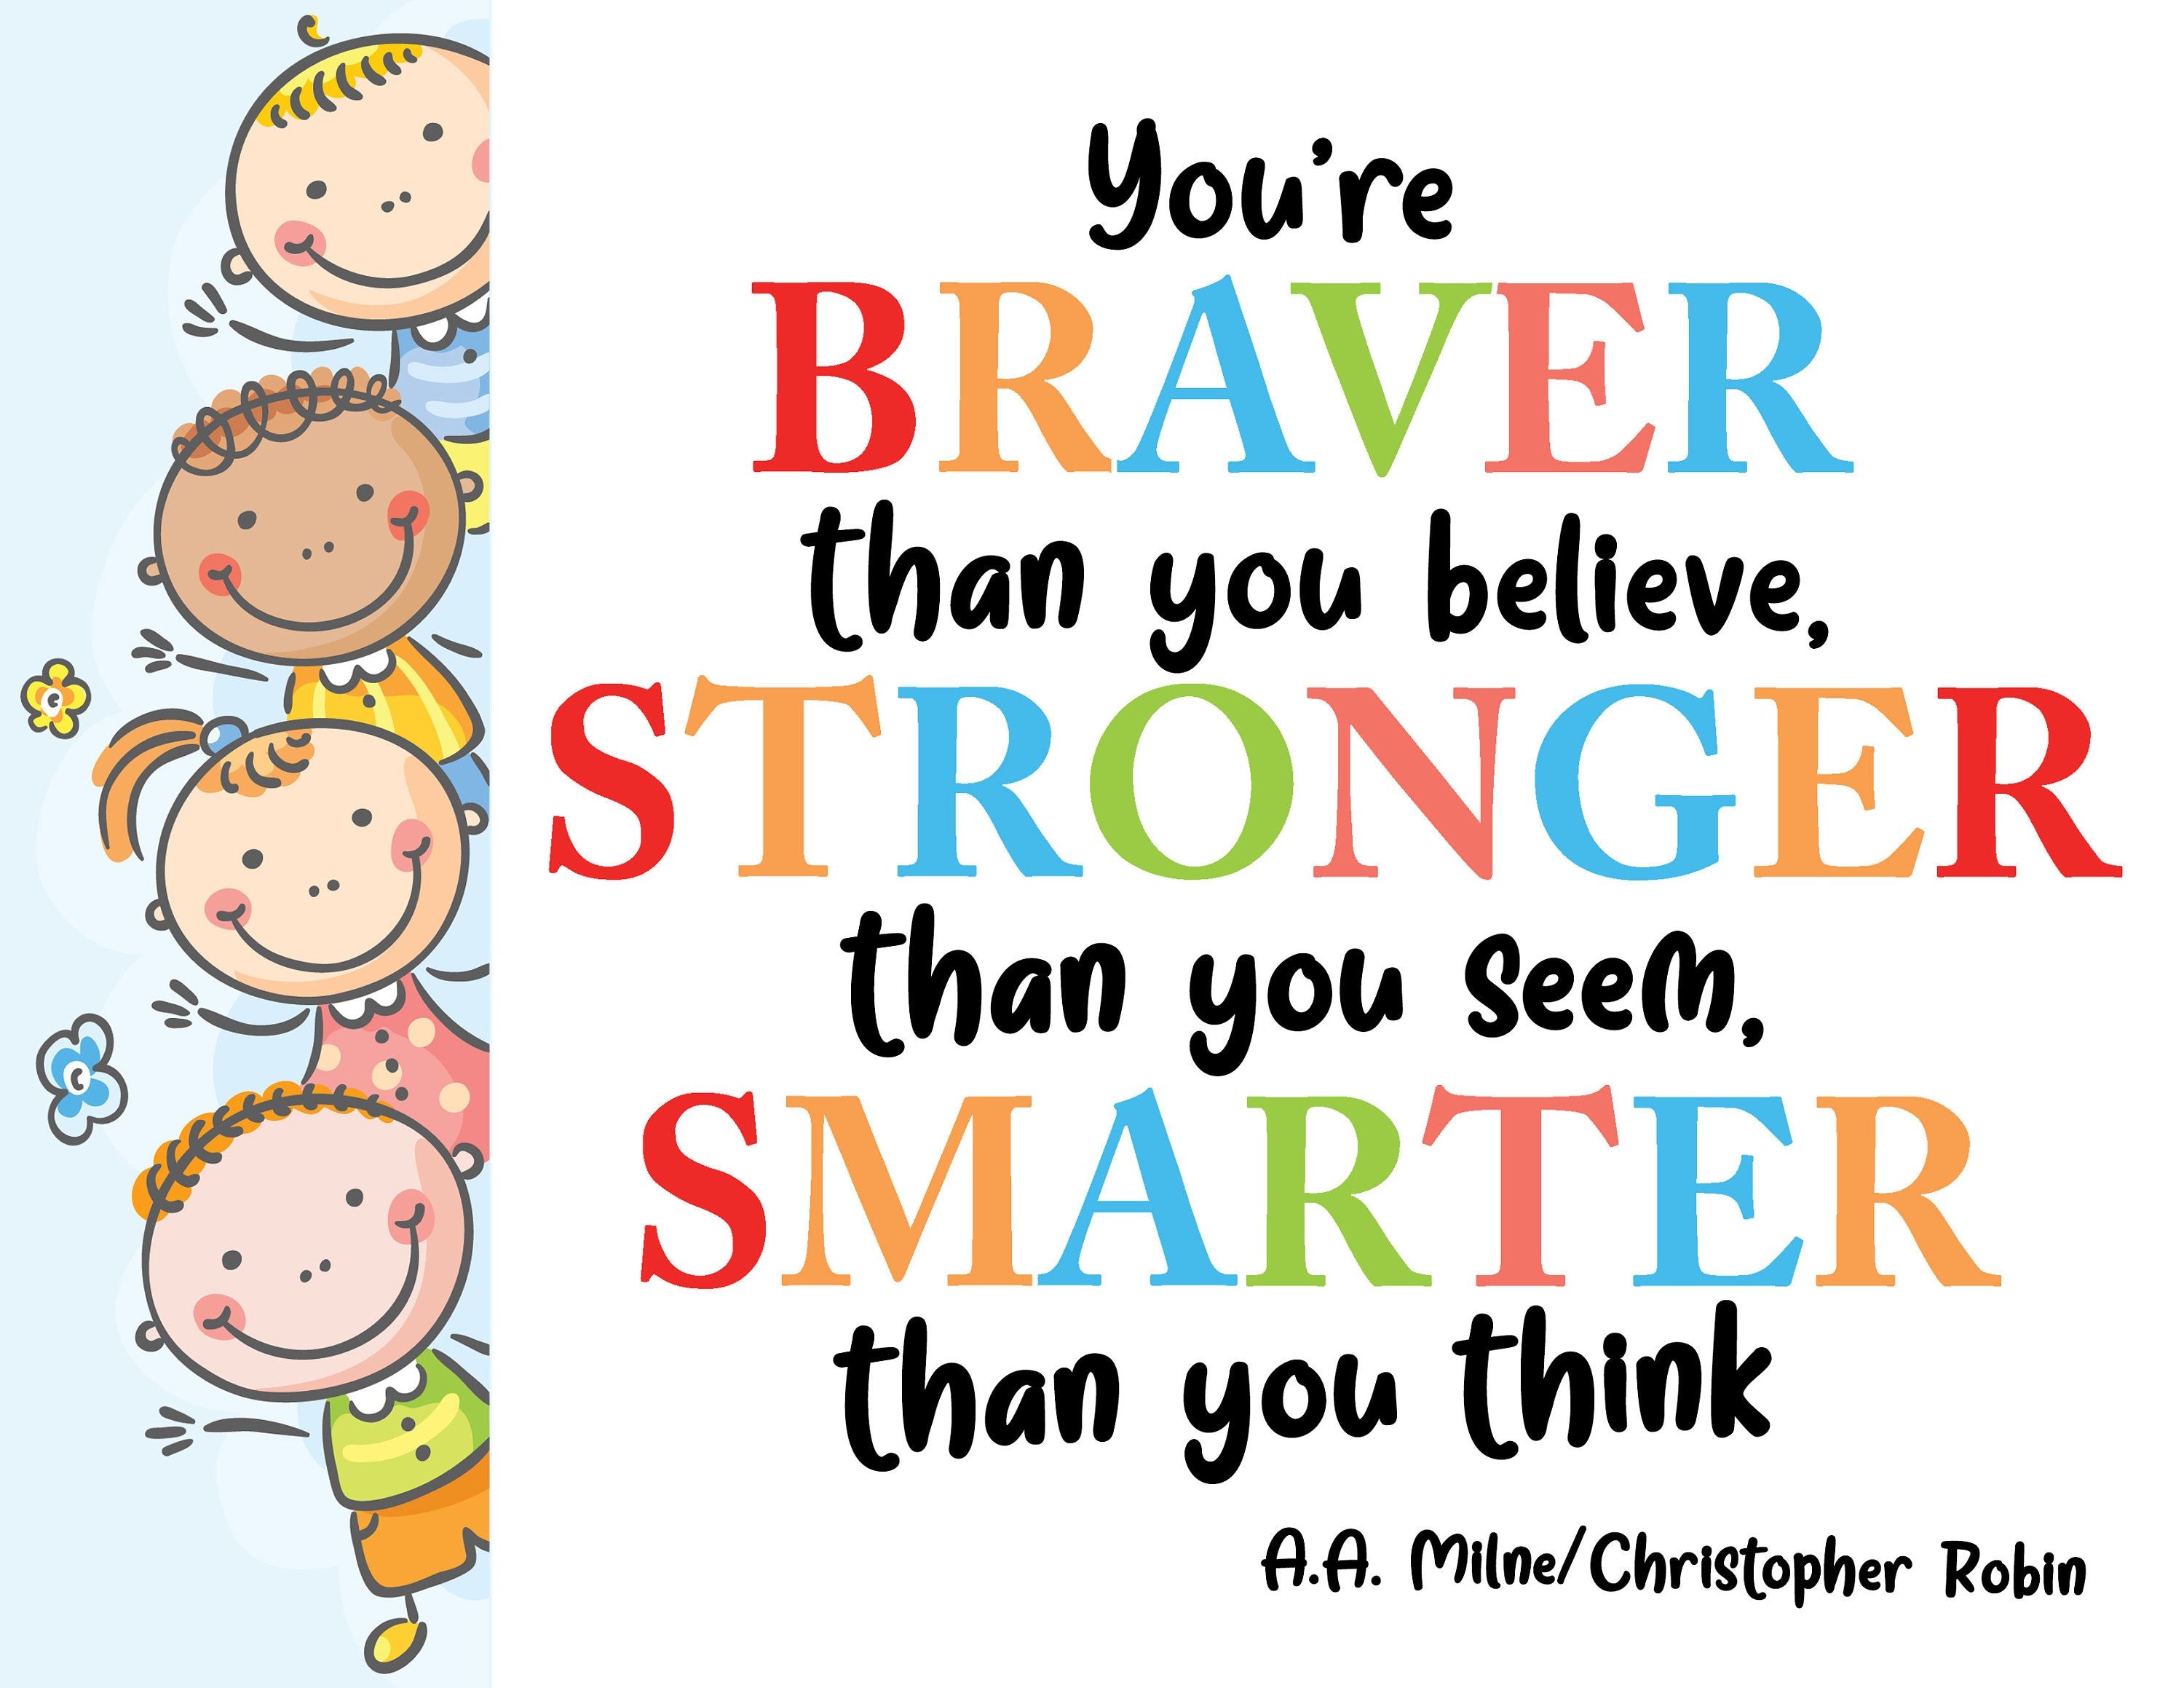 You're
BRAVER
than you believe,
STRONGER
than you seem,
SMARTER
than you think
A.A. Milne/Christopher Robin